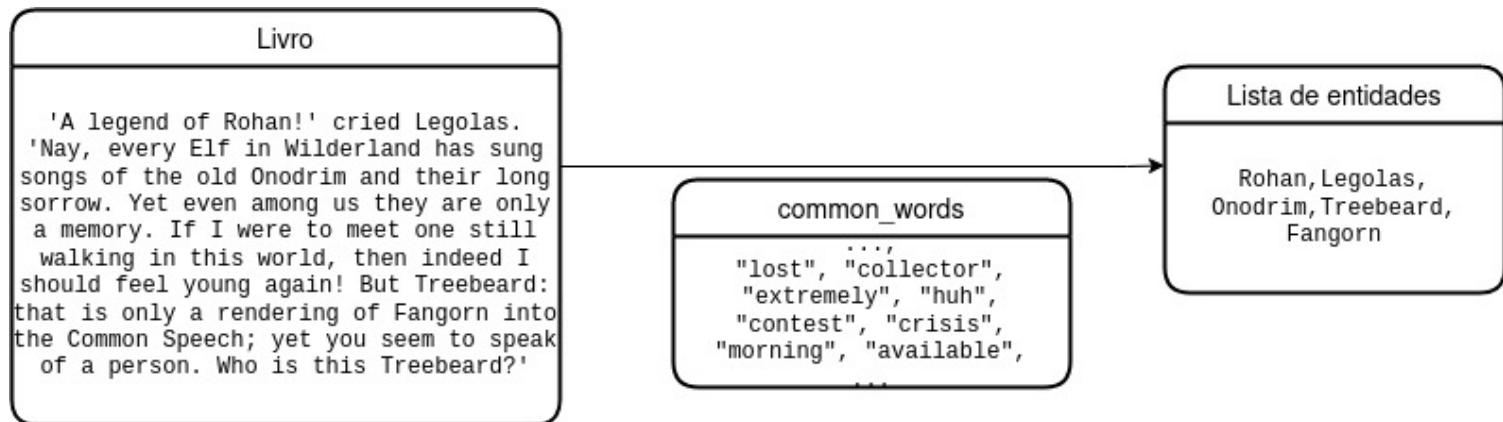 Livro
'A legend of Rohan!' cried Legolas.
'Nay, every Elf in Wilderland has sung
songs of the old Onodrim and their long
sorrow. Yet even among us they are only
a memory. If I were to meet one still
walking in this world, then indeed I
should feel young again! But Treebeard:
that is only a rendering of Fangorn into
the Common Speech; yet you seem to speak
of a person. Who is this Treebeard?'
common_words
...,
"lost", "collector",
"extremely", "huh",
"contest", "crisis",
"morning", "available",
...
Lista de entidades
Rohan,Legolas,
Onodrim,Treebeard,
Fangorn